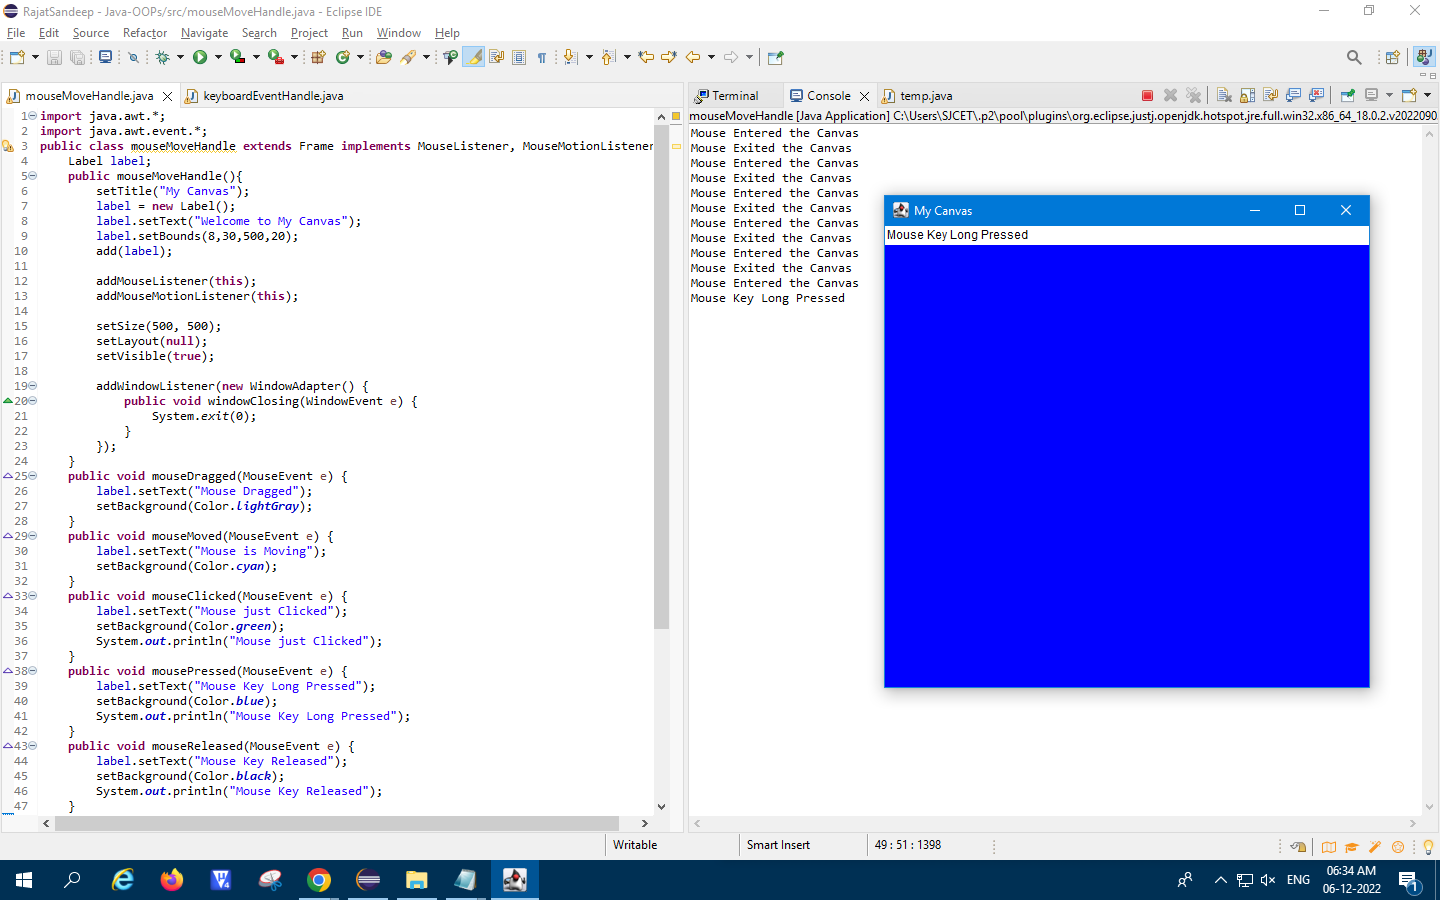 RajatSandeep - Java-OOPs/src/mouseMoveHandle.java - Eclipse IDE
File Edit Source Refactor Navigate Search Project Run Window Help
mouseMoveHandle.java keyboardEventHandle.java
1 import java.awt.*;
2 import java.awt.event.*;
3 public class mouseMoveHandle extends Frame implements MouseListener, MouseMotionListener
4 Label label;
5 public mouseMoveHandle(){
6 setTitle("My Canvas");
7 label = new Label();
8 label.setText("Welcome to My Canvas");
9 label.setBounds(8,30,500,20);
10 add(label);
11
12 addMouseListener(this);
13 addMouseMotionListener(this);
14
15 setSize(500, 500);
16 setLayout(null);
17 setVisible(true);
18
19 addWindowListener(new WindowAdapter() {
20 public void windowClosing(WindowEvent e) {
21 System.exit(0);
22 }
23 });
24 }
25 public void mouseDragged(MouseEvent e) {
26 label.setText("Mouse Dragged");
27 setBackground(Color.lightGray);
28 }
29 public void mouseMoved(MouseEvent e) {
30 label.setText("Mouse is Moving");
31 setBackground(Color.cyan);
32 }
33 public void mouseClicked(MouseEvent e) {
34 label.setText("Mouse just Clicked");
35 setBackground(Color.green);
36 System.out.println("Mouse just Clicked");
37 }
38 public void mousePressed(MouseEvent e) {
39 label.setText("Mouse Key Long Pressed");
40 setBackground(Color.blue);
41 System.out.println("Mouse Key Long Pressed");
42 }
43 public void mouseReleased(MouseEvent e) {
44 label.setText("Mouse Key Released");
45 setBackground(Color.black);
46 System.out.println("Mouse Key Released");
47 }
Terminal Console temp.java
mouseMoveHandle [Java Application] C:\Users\SJCET\.p2\pool\plugins\org.eclipse.justj.openjdk.hotspot.jre.full.win32.x86_64_18.0.2.v2022090
Mouse Entered the Canvas
Mouse Exited the Canvas
Mouse Entered the Canvas
Mouse Exited the Canvas
Mouse Entered the Canvas
Mouse Exited the Canvas
Mouse Entered the Canvas
Mouse Exited the Canvas
Mouse Entered the Canvas
Mouse Exited the Canvas
Mouse Entered the Canvas
Mouse Key Long Pressed
My Canvas
Mouse Key Long Pressed
Writable Smart Insert 49 : 51 : 1398
ENG 06:34 AM
06-12-2022
1